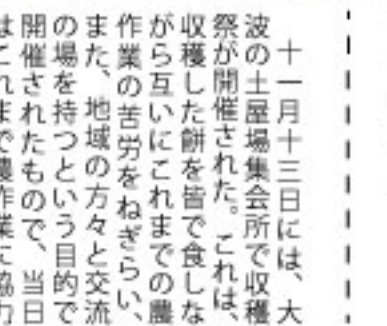 十一月十三日には、大
波の土屋場集会所で収穫
祭が開催された。これは、
収穫した餅を皆で食しな
がら互いにこれまでの農
作業の苦労をねぎらい、
また、地域の方々と交流
の場を持つという目的で
開催されたもので、当日
はこれまで農作業に協力